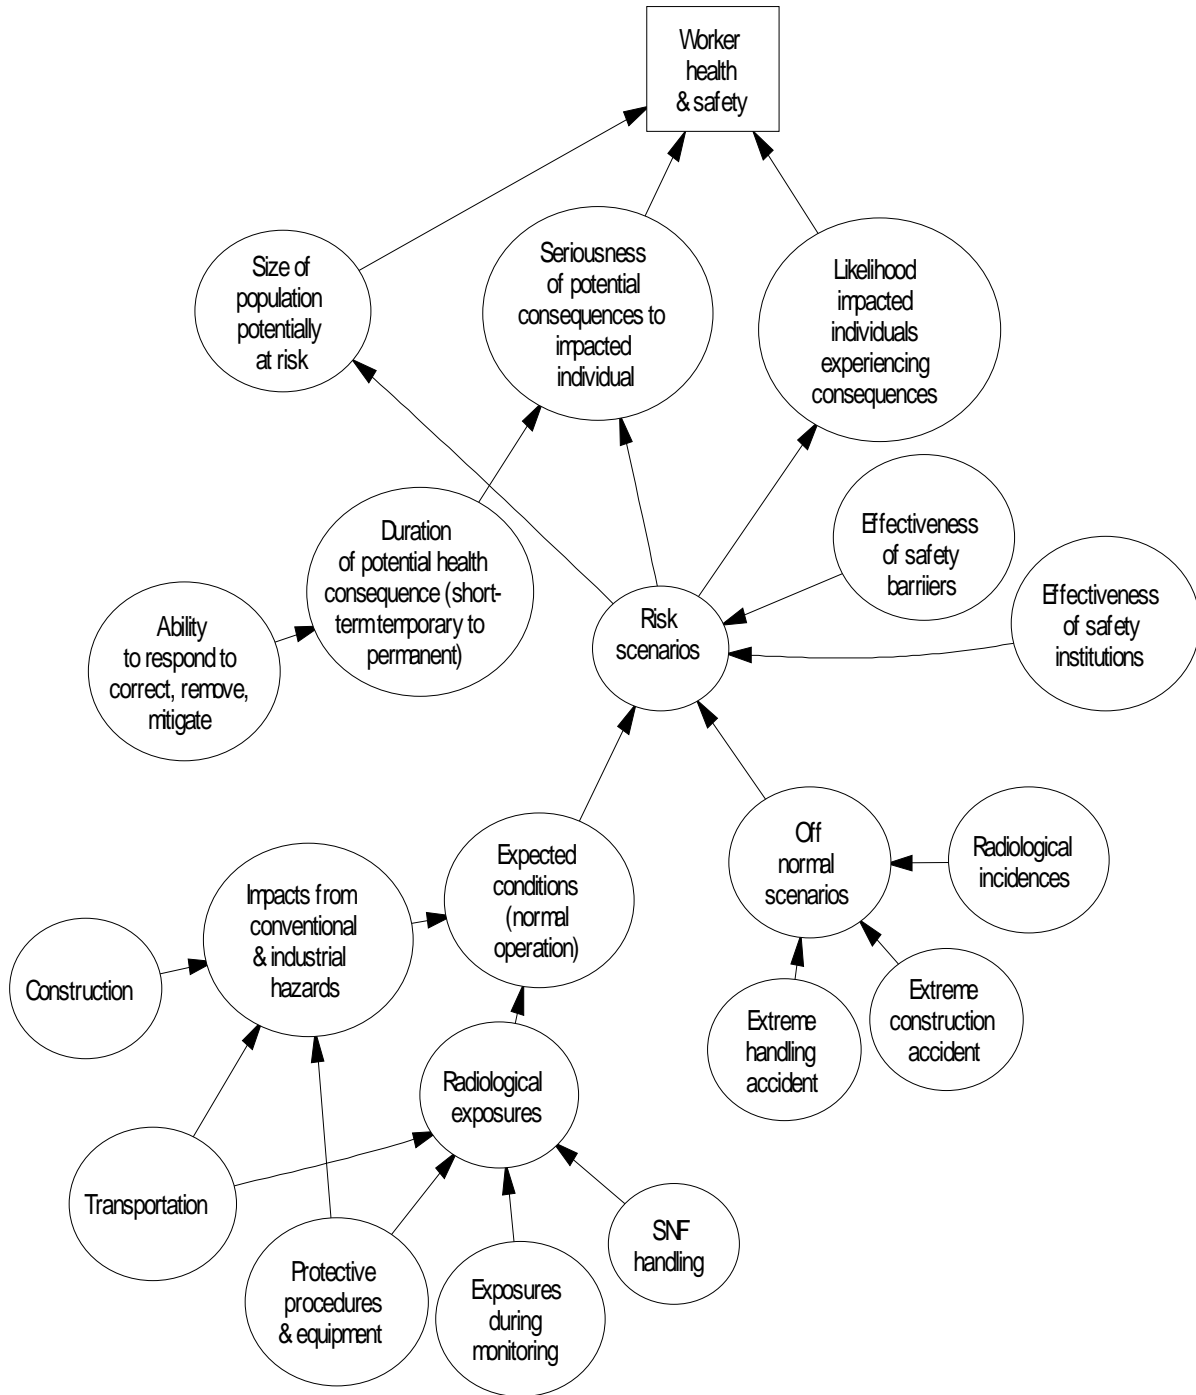 Worker
health
& safety
Size of
population
potentially
at risk
Seriousness
of potential
consequences to
impacted
individual
Likelihood
impacted
individuals
experiencing
consequences
Effectiveness
of safety
barriiers
Effectiveness
of safety
institutions
Duration
of potential health
consequence (short-
term temporary to
permanent)
Ability
to respond to
correct, remove,
mitigate
Risk
scenarios
Off
normal
scenarios
Radiological
incidences
Expected
conditions
(normal
operation)
Impacts from
conventional
& industrial
hazards
Construction
Extreme
handling
accident
Extreme
construction
accident
Radiological
exposures
Transportation
SNF
handling
Protective
procedures
& equipment
Exposures
during
monitoring